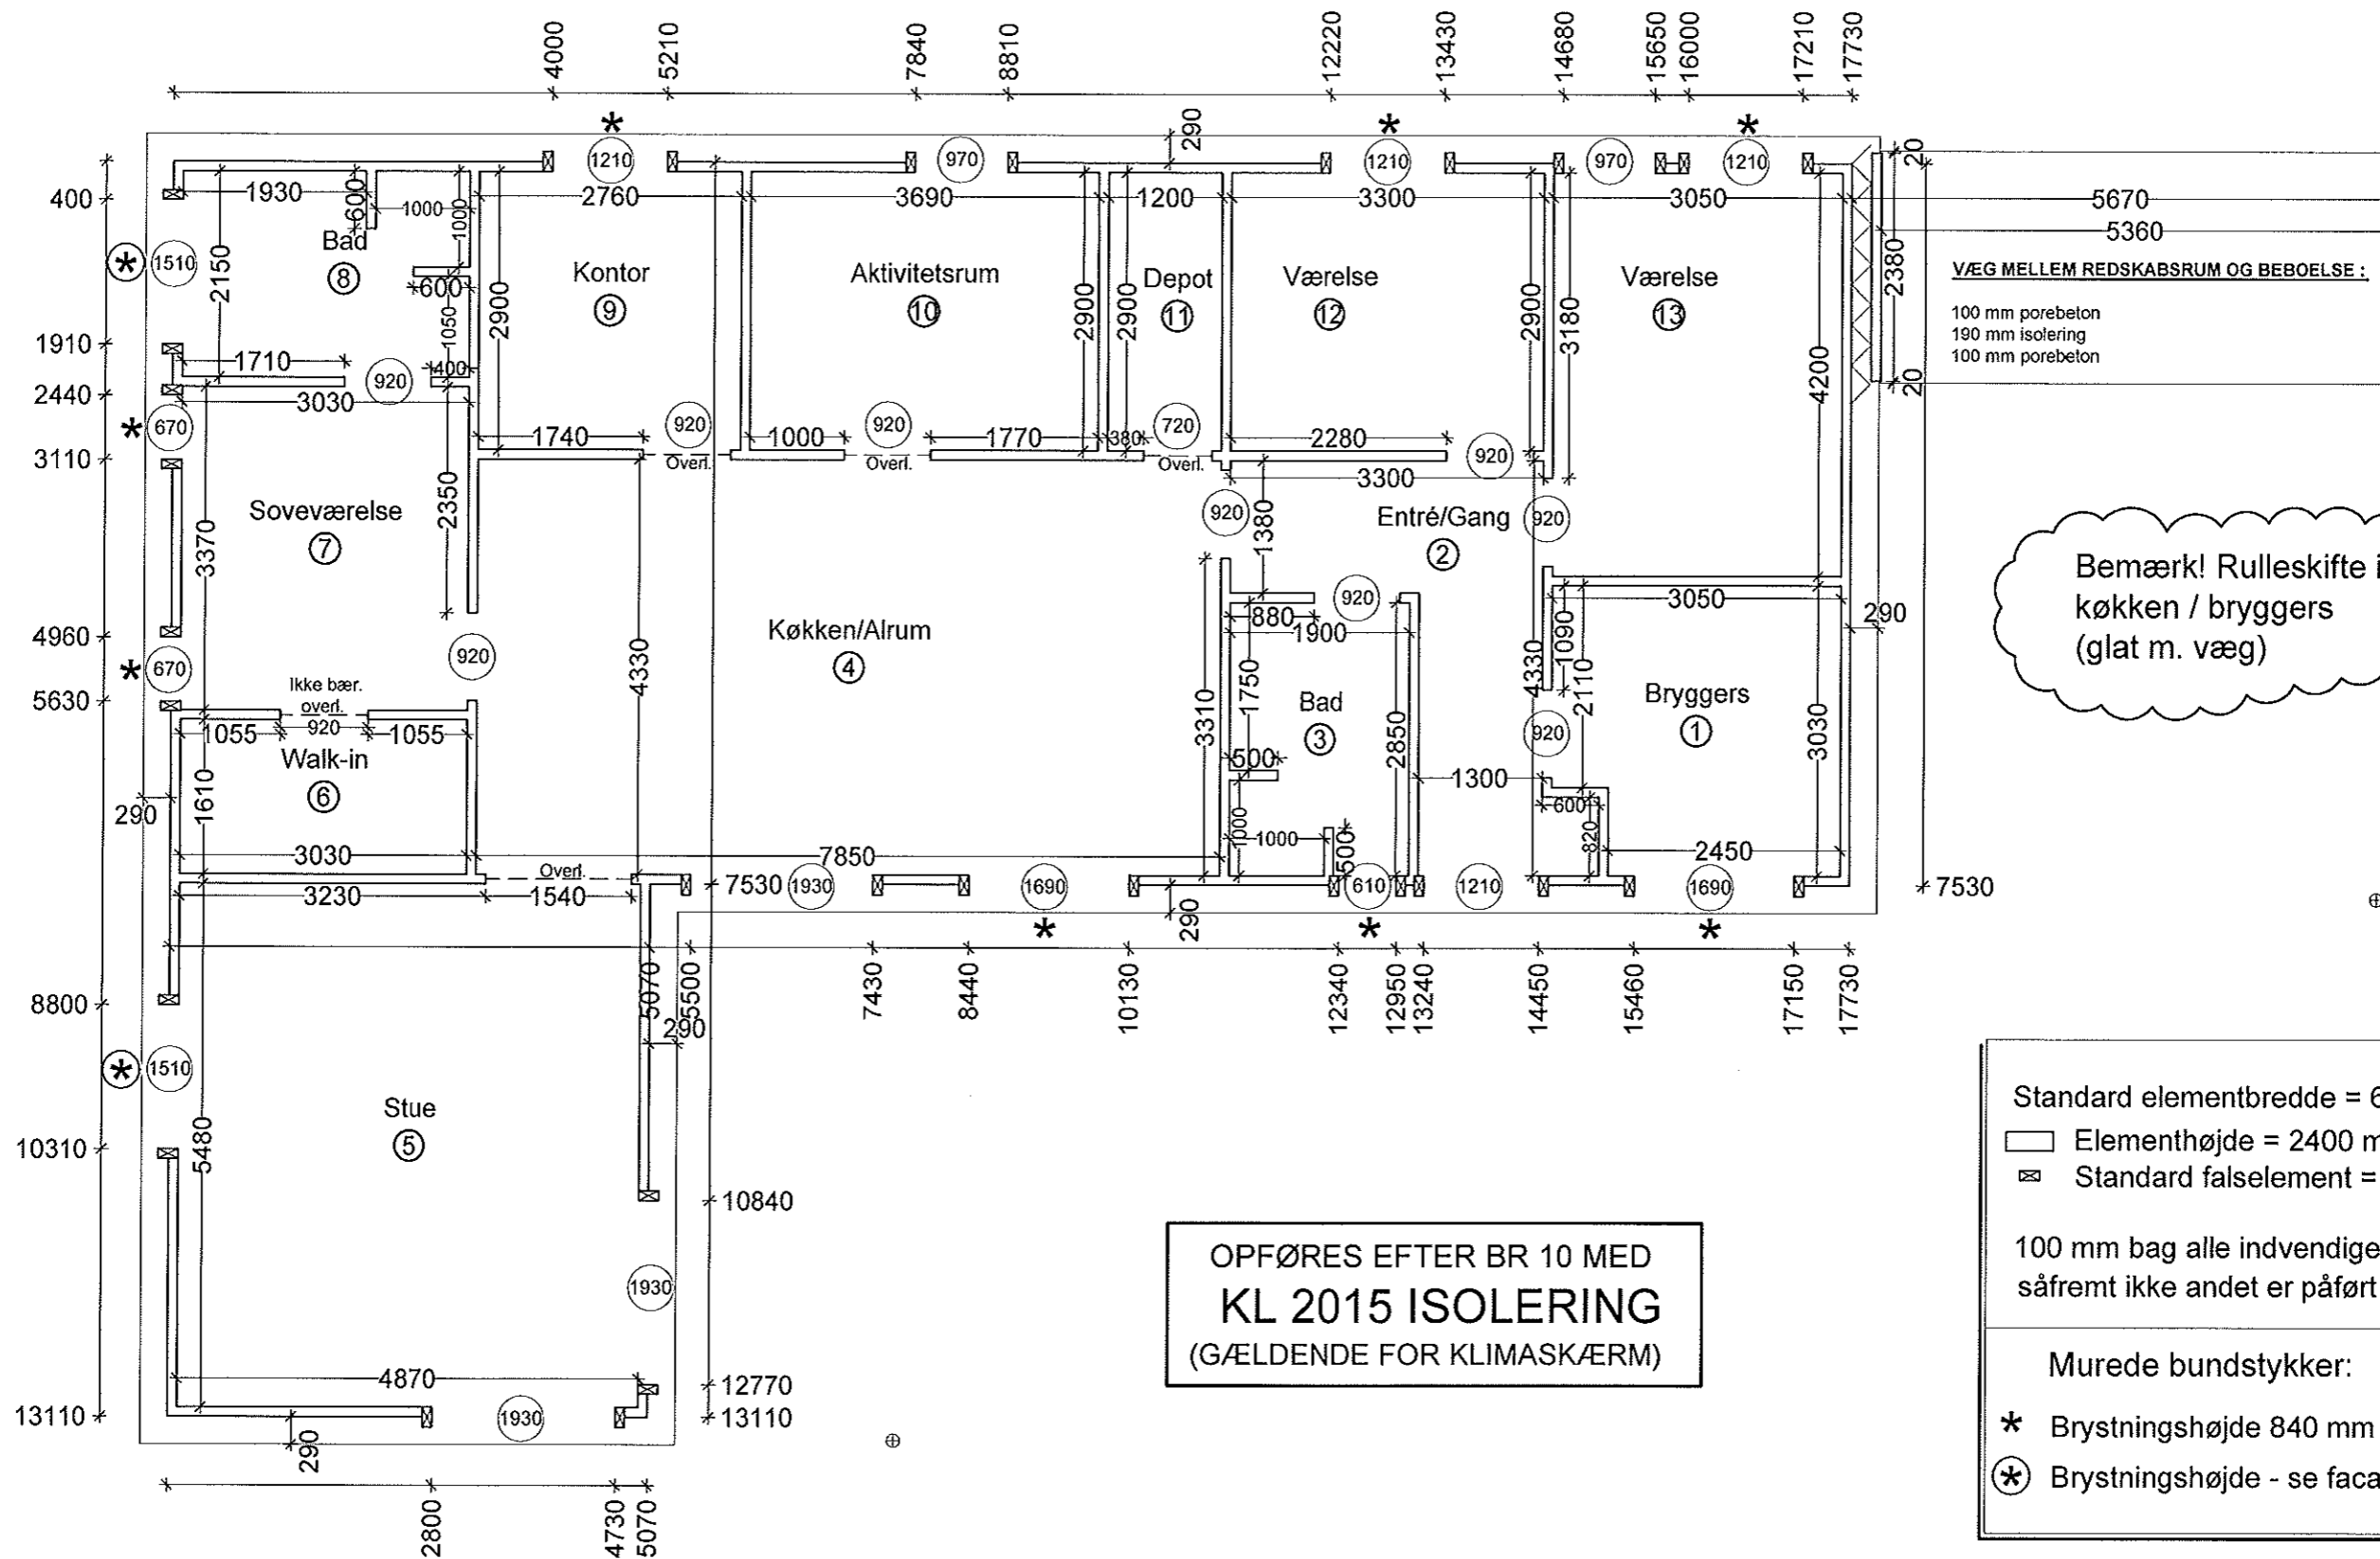 4000 5210 7840 8810 12220 13430 14680 15650 16000 17210 17730
290
20
* * *
1210 970 1210 970 1210
400
1930 600 1000 1000 2760 3690 1200 3300 3050 5670
5360
Bad
8
* 1510
2150
600
1050
2900
Kontor
9
Aktivitetsrum
10
2900
Depot
11
2900
Værelse
12
2900
3180
Værelse
13
4200
2380
20
VÆG MELLEM REDSKABSRUM OG BEBOELSE :
100 mm porebeton
190 mm isolering
100 mm porebeton
1910
1710 920 400
2440
3030
* 670
1740 920 1000 920 1770 380 720 2280 920
Overl. Overl. Overl.
3110
3300
Soveværelse
7
2350
3370
920
1380
Entré/Gang
2
920
Bemærk! Rulleskifte i
køkken / bryggers
(glat m. væg)
4960
* 670
5630
920
Ikke bær.
overl.
1055 920 1055
Walk-in
6
1610
290
3030
4330
Køkken/Alrum
4
920
880
1900
1750
3310
Bad
3
2850
500
1000
1000
500
1300
4330
1090
2110
920
3050
290
Bryggers
1
3030
600
820
2450
7850
Overl.
3230 1540
7530 1930 1690 610 1210 1690 7530
290
* * *
5070 5500 7430 8440 10130 12340 12950 13240 14450 15460 17150 17730
290
8800
* 1510
Stue
5
10310
5480
10840
1930
4870
12770
13110
13110
1930
290
2800 4730 5070
OPFØRES EFTER BR 10 MED
KL 2015 ISOLERING
(GÆLDENDE FOR KLIMASKÆRM)
Standard elementbredde = 6
Elementhøjde = 2400 m
Standard falselement =
100 mm bag alle indvendige
såfremt ikke andet er påført
Murede bundstykker:
* Brystningshøjde 840 mm
* Brystningshøjde - se faca